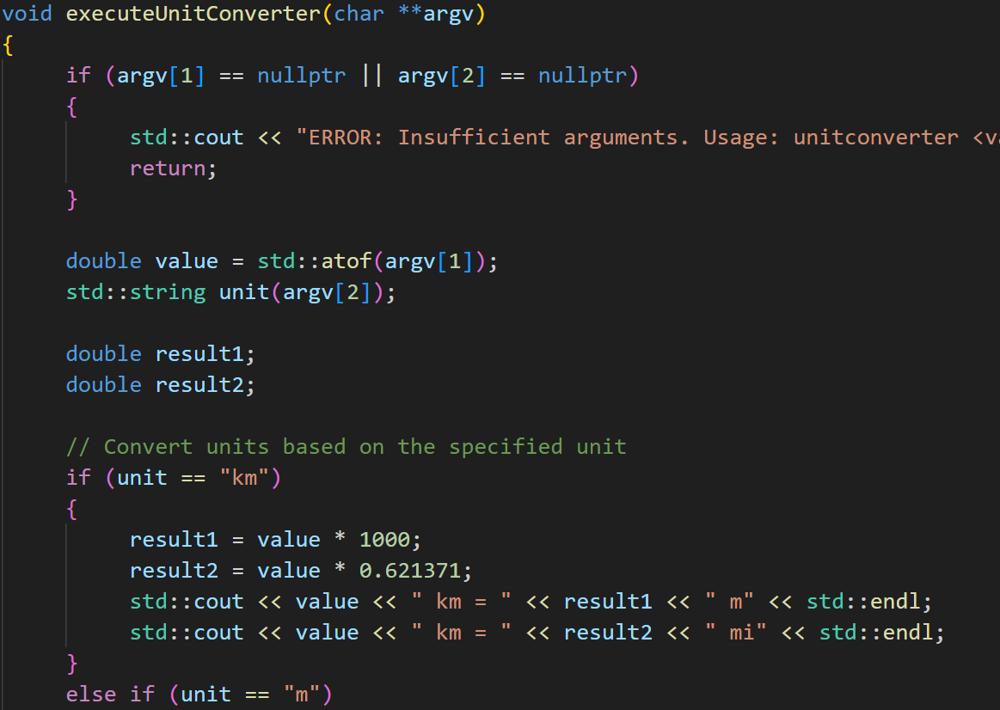 void executeUnitConverter(char **argv)
{
if (argv[1] == nullptr || argv[2] == nullptr)
{
std::cout << "ERROR: Insufficient arguments. Usage: unitconverter <va
return;
}
double value = std::atof(argv[1]);
std::string unit(argv[2]);
double result1;
double result2;
// Convert units based on the specified unit
if (unit == "km")
{
result1 = value * 1000;
result2 = value * 0.621371;
std::cout << value << " km = " << result1 << " m" << std::endl;
std::cout << value << " km = " << result2 << " mi" << std::endl;
}
else if (unit == "m")